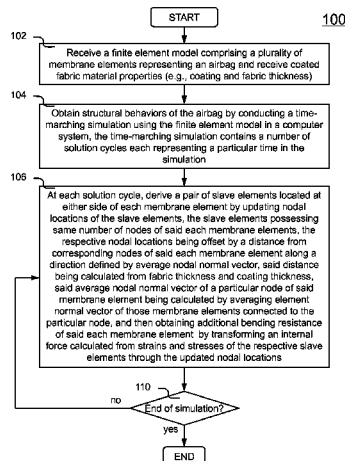 START
100
102
Receive a finite element model comprising a plurality of
membrane elements representing an airbag and receive coated
fabric material properties (e.g., coating and fabric thickness)
104
Obtain structural behaviors of the airbag by conducting a time-
marching simulation using the finite element model in a computer
system, the time-marching simulation contains a number of
solution cycles each representing a particular time in the
simulation
106
At each solution cycle, derive a pair of slave elements located at
either side of each membrane element by updating nodal
locations of the slave elements, the slave elements possessing
same number of nodes of said each membrane elements, the
respective nodal locations being offset by a distance from
corresponding nodes of said each membrane element along a
direction defined by average nodal normal vector, said distance
being calculated from fabric thickness and coating thickness,
said average nodal normal vector of a particular node of said
membrane element being calculated by averaging element
normal vector of those membrane elements connected to the
particular node, and then obtaining additional bending resistance
of said each membrane element by transforming an internal
force calculated from strains and stresses of the respective slave
elements through the updated nodal locations
110
no
End of simulation?
yes
END